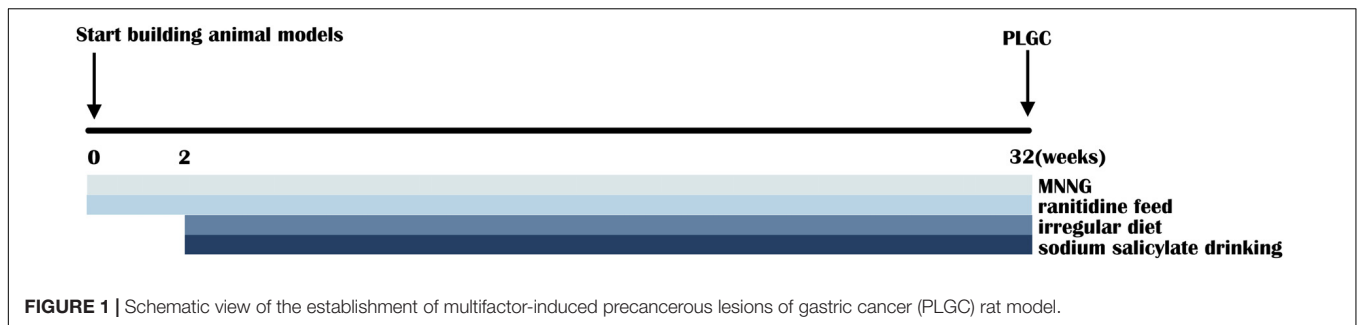 Start building animal models
PLGC
0 2 32(weeks)
MNNG
ranitidine feed
irregular diet
sodium salicylate drinking
FIGURE 1 | Schematic view of the establishment of multifactor-induced precancerous lesions of gastric cancer (PLGC) rat model.